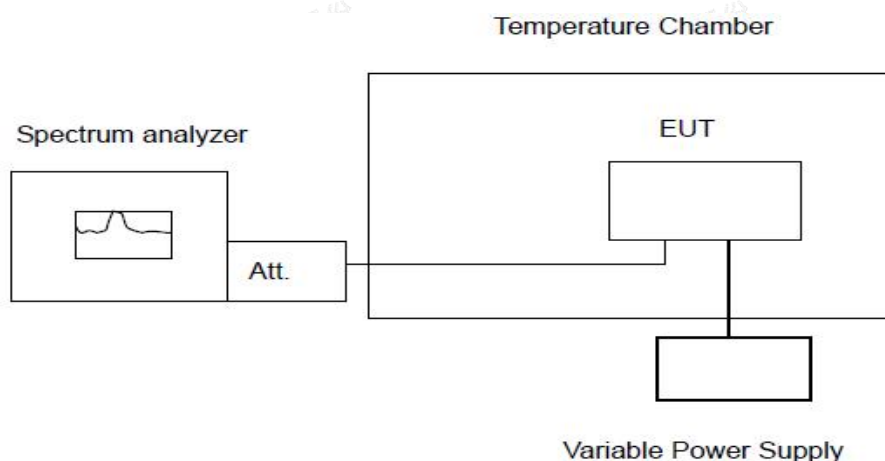 Temperature Chamber
EUT
Spectrum analyzer
Att.
Variable Power Supply